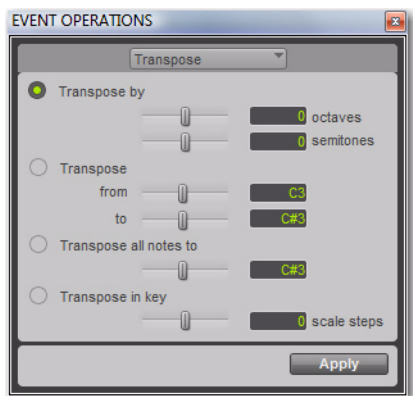 EVENT OPERATIONS
Transpose
Transpose by
0 octaves
0 semitones
Transpose
from C3
to C#3
Transpose all notes to
C#3
Transpose in key
0 scale steps
Apply